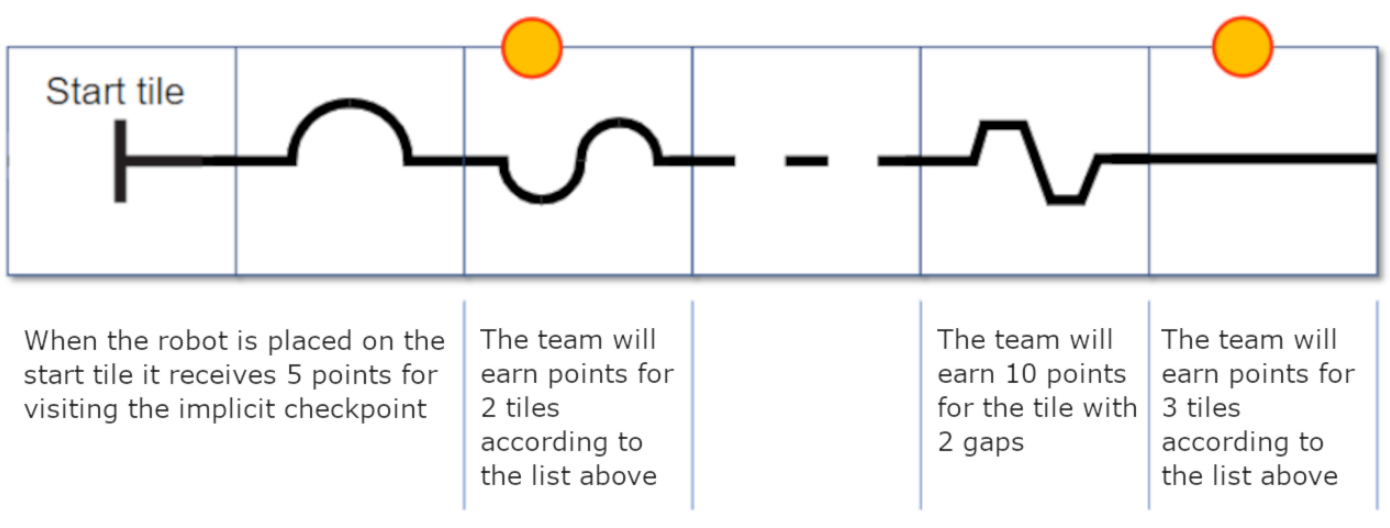 Start tile
When the robot is placed on the
start tile it receives 5 points for
visiting the implicit checkpoint
The team will
earn points for
2 tiles
according to
the list above
The team will
earn 10 points
for the tile with
2 gaps
The team will
earn points for
3 tiles
according to
the list above